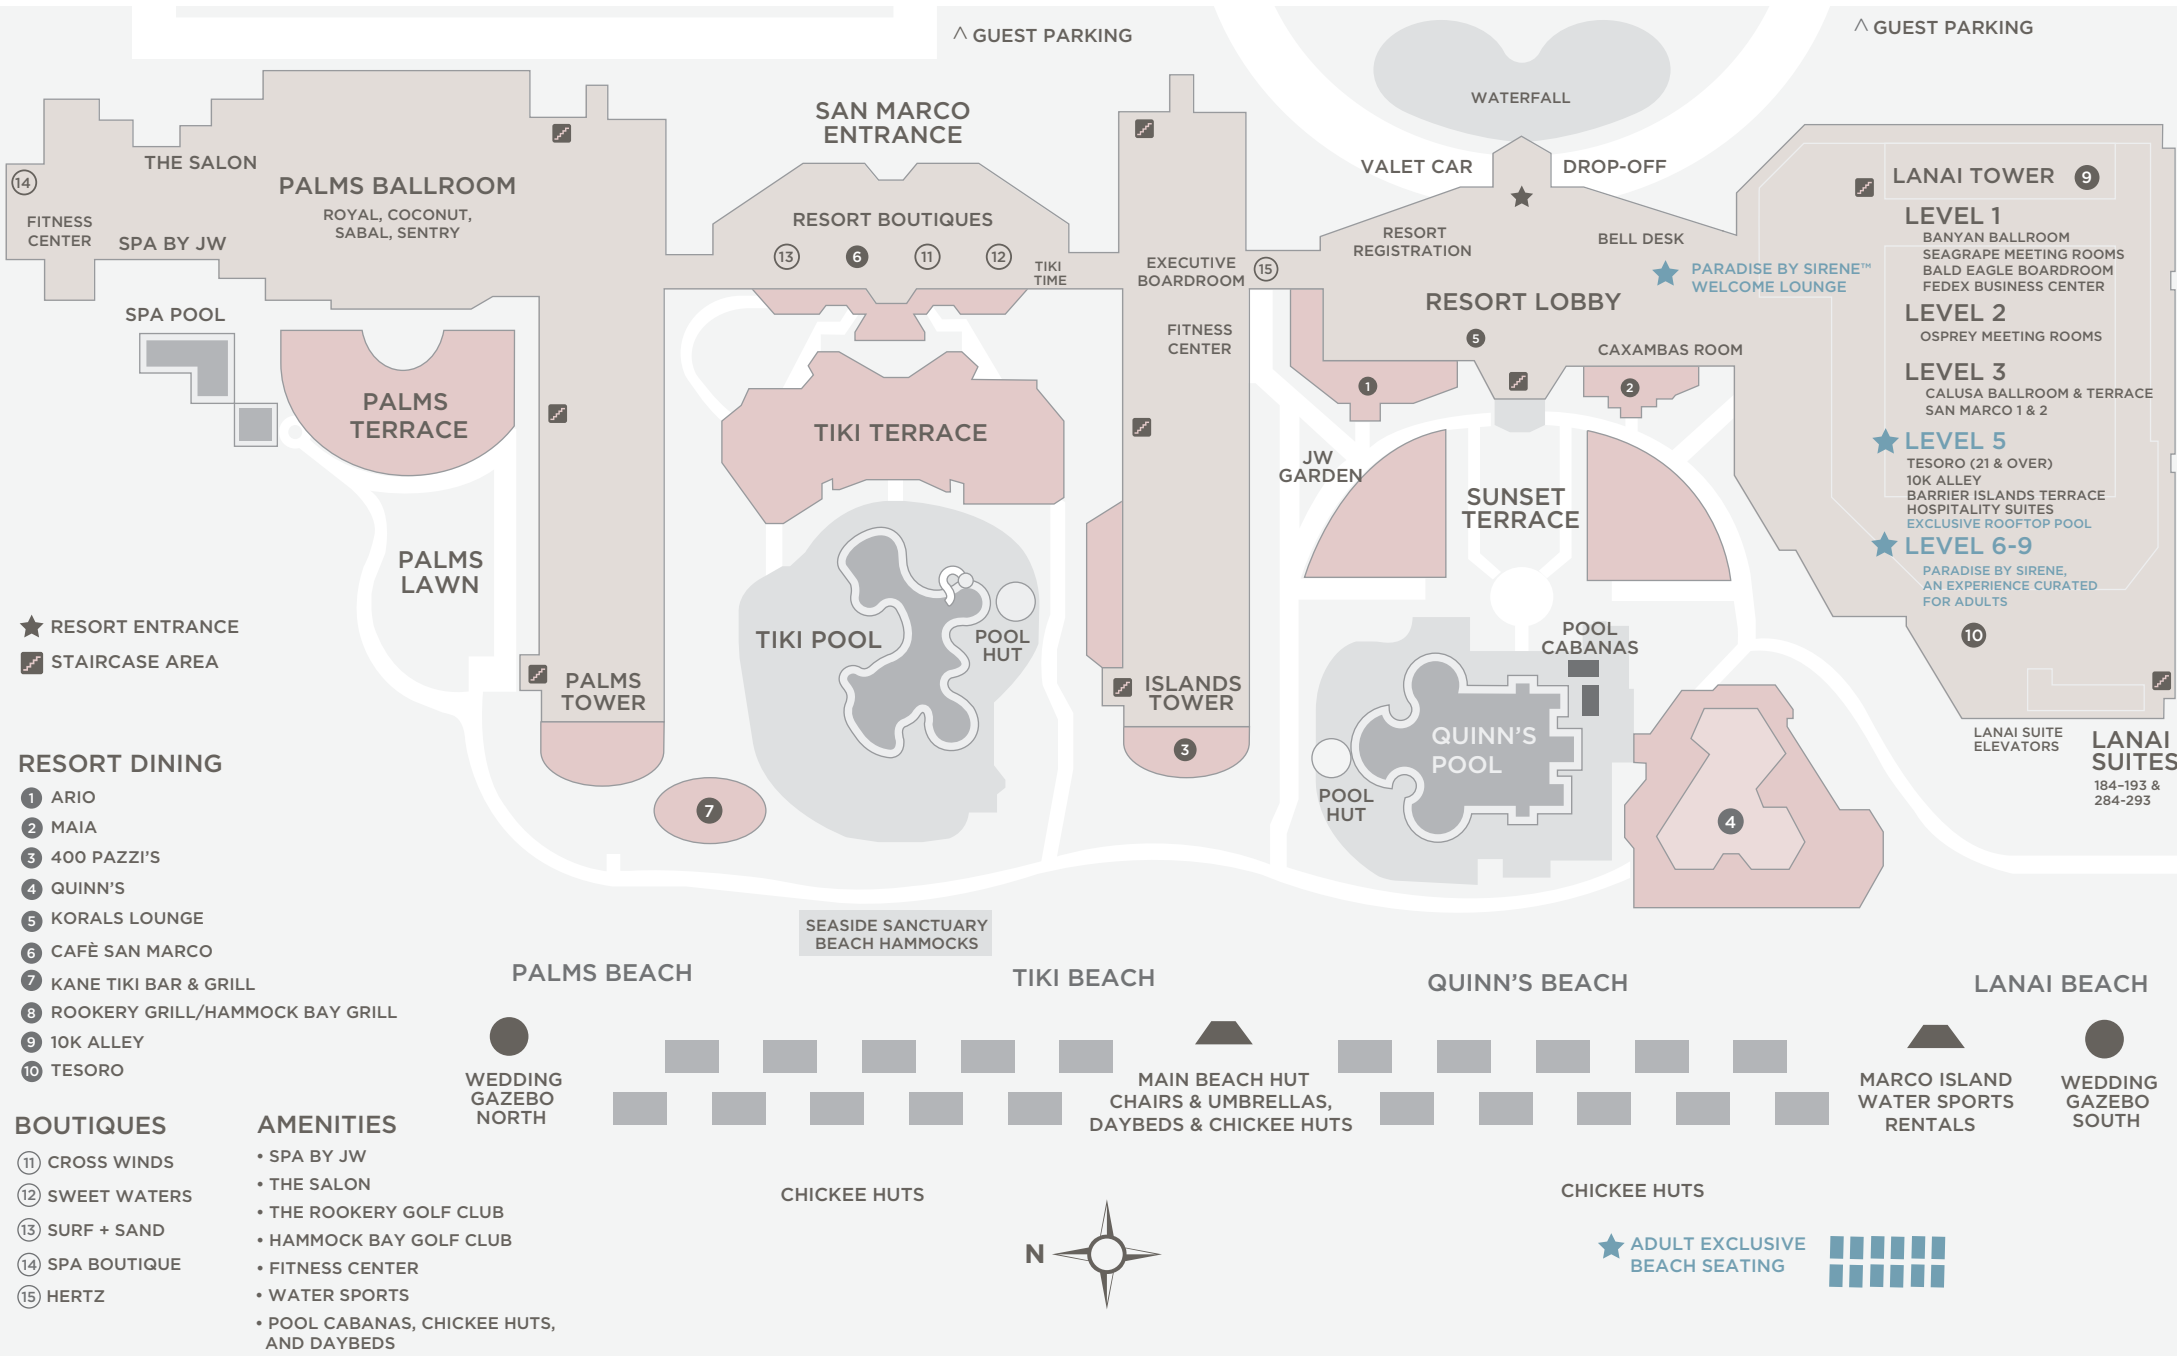 ^ GUEST PARKING
^ GUEST PARKING
WATERFALL
SAN MARCO
ENTRANCE
VALET CAR
DROP-OFF
THE SALON
14
FITNESS
CENTER
SPA BY JW
PALMS BALLROOM
ROYAL, COCONUT,
SABAL, SENTRY
RESORT BOUTIQUES
13
6
11
12
TIKI
TIME
EXECUTIVE
BOARDROOM
15
FITNESS
CENTER
RESORT
REGISTRATION
BELL DESK
PARADISE BY SIRENE™
WELCOME LOUNGE
RESORT LOBBY
5
CAXAMBAS ROOM
1
2
LANAI TOWER
9
LEVEL 1
BANYAN BALLROOM
SEAGRAPE MEETING ROOMS
BALD EAGLE BOARDROOM
FEDEX BUSINESS CENTER
LEVEL 2
OSPREY MEETING ROOMS
LEVEL 3
CALUSA BALLROOM & TERRACE
SAN MARCO 1 & 2
LEVEL 5
TESORO (21 & OVER)
10K ALLEY
BARRIER ISLANDS TERRACE
HOSPITALITY SUITES
EXCLUSIVE ROOFTOP POOL
LEVEL 6-9
PARADISE BY SIRENE,
AN EXPERIENCE CURATED
FOR ADULTS
10
SPA POOL
PALMS
TERRACE
TIKI TERRACE
JW
GARDEN
SUNSET
TERRACE
PALMS
LAWN
TIKI POOL
POOL
HUT
POOL
CABANAS
PALMS
TOWER
ISLANDS
TOWER
3
QUINN'S
POOL
POOL
HUT
4
7
LANAI SUITE
ELEVATORS
LANAI
SUITES
184–193 &
284-293
RESORT ENTRANCE
STAIRCASE AREA
RESORT DINING
1 ARIO
2 MAIA
3 400 PAZZI'S
4 QUINN'S
5 KORALS LOUNGE
6 CAFÈ SAN MARCO
7 KANE TIKI BAR & GRILL
8 ROOKERY GRILL/HAMMOCK BAY GRILL
9 10K ALLEY
10 TESORO
SEASIDE SANCTUARY
BEACH HAMMOCKS
PALMS BEACH
TIKI BEACH
QUINN'S BEACH
LANAI BEACH
WEDDING
GAZEBO
NORTH
MAIN BEACH HUT
CHAIRS & UMBRELLAS,
DAYBEDS & CHICKEE HUTS
MARCO ISLAND
WATER SPORTS
RENTALS
WEDDING
GAZEBO
SOUTH
BOUTIQUES
11 CROSS WINDS
12 SWEET WATERS
13 SURF + SAND
14 SPA BOUTIQUE
15 HERTZ
AMENITIES
• SPA BY JW
• THE SALON
• THE ROOKERY GOLF CLUB
• HAMMOCK BAY GOLF CLUB
• FITNESS CENTER
• WATER SPORTS
• POOL CABANAS, CHICKEE HUTS,
AND DAYBEDS
CHICKEE HUTS
N
CHICKEE HUTS
ADULT EXCLUSIVE
BEACH SEATING